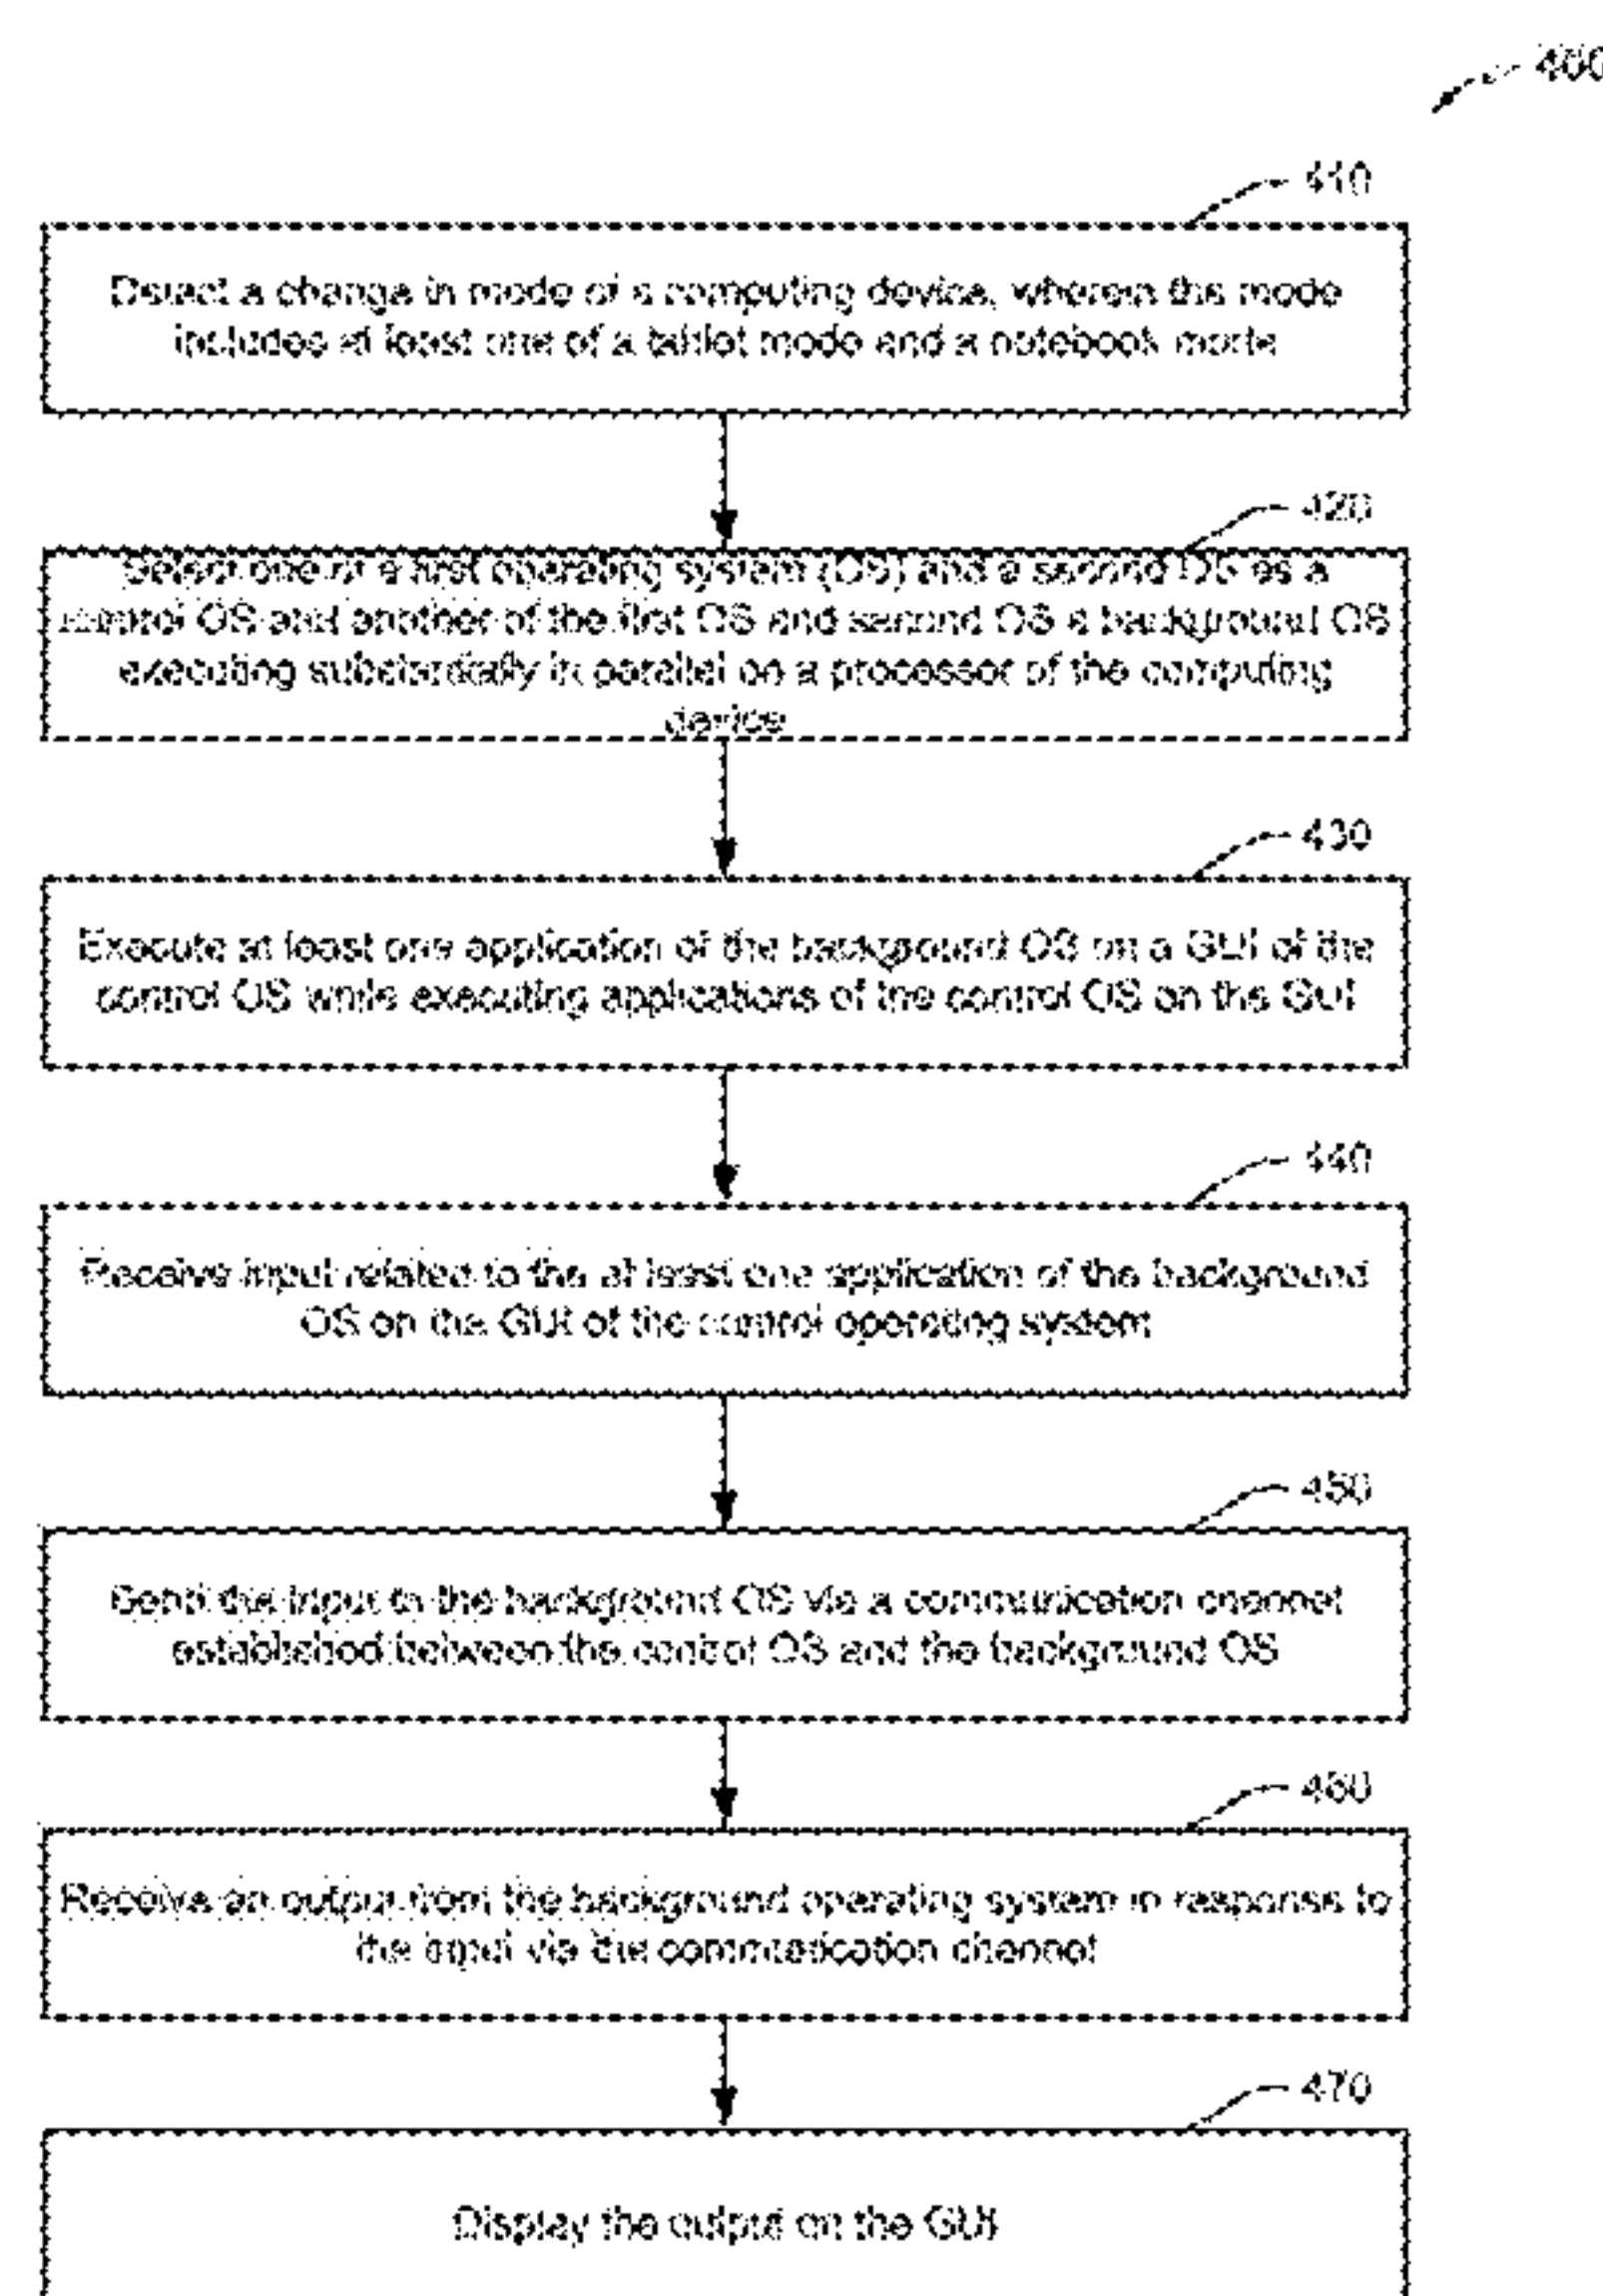 400
410
Detect a change in mode of a computing device, wherein the mode
includes at least one of a tablet mode and a notebook mode
420
Select one of a first operating system (OS) and a second OS as a
control OS and another of the first OS and second OS a background OS
executing substantially in parallel on a processor of the computing
device
430
Execute at least one application of the background OS on a GUI of the
control OS while executing applications of the control OS on the GUI
440
Receive input related to the at least one application of the background
OS on the GUI of the control operating system
450
Send the input to the background OS via a communication channel
established between the control OS and the background OS
460
Receive an output from the background operating system in response to
the input via the communication channel
470
Display the output on the GUI